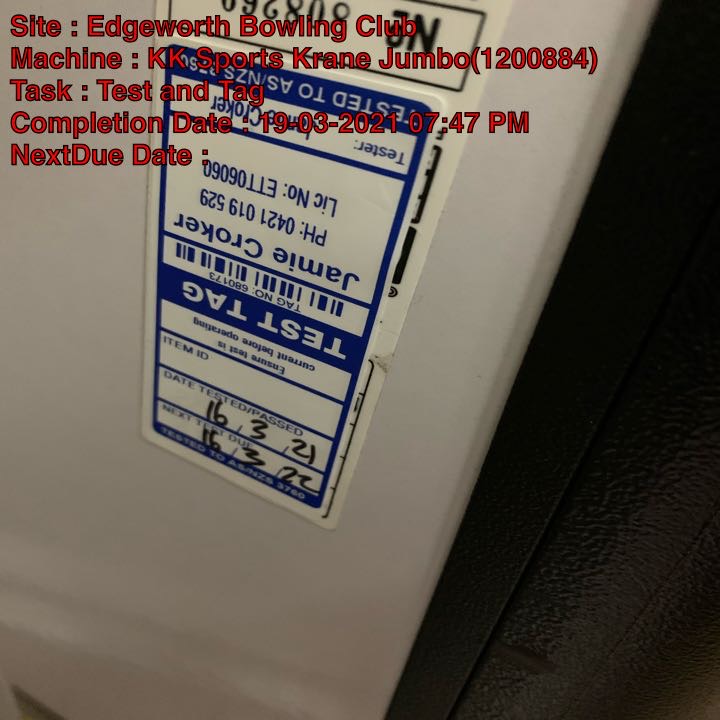 Site : Edgeworth Bowling Club
Machine : KK Sports Krane Jumbo(1200884)
Task : Test and Tag
Completion Date : 19-03-2021 07:47 PM
NextDue Date :
No
808260
TESTED TO AS/NZS 3760
ITEM ID
DATE TESTED/PASSED
16 / 3 / 21
NEXT TEST DUE
16 / 3 / 22
TESTED TO AS/NZS 3760
Ensure test is
current before operating
TEST TAG
TAG NO: 680173
Jamie Croker
PH: 0421 019 529
Lic No: ETT06060
Tester:
Croker